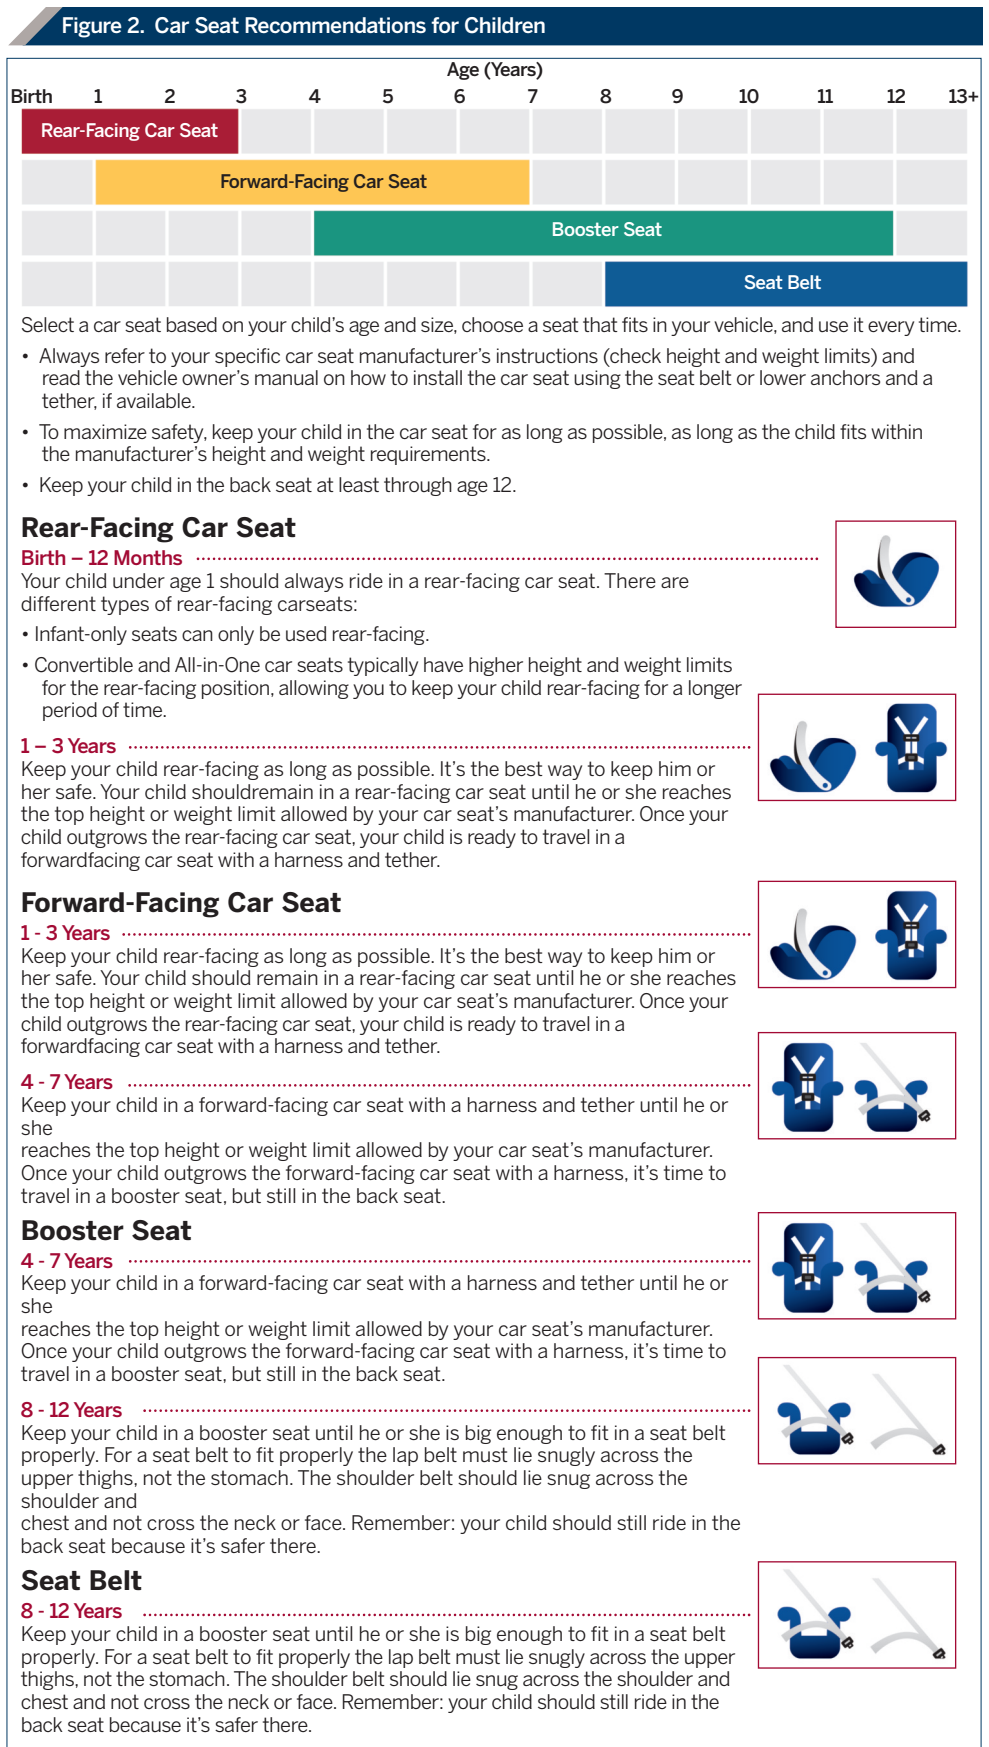 Figure 2. Car Seat Recommendations for Children
Age (Years)
Birth 1 2 3 4 5 6 7 8 9 10 11 12 13+
Rear-Facing Car Seat
Forward-Facing Car Seat
Booster Seat
Seat Belt
Select a car seat based on your child's age and size, choose a seat that fits in your vehicle, and use it every time.
• Always refer to your specific car seat manufacturer's instructions (check height and weight limits) and
read the vehicle owner's manual on how to install the car seat using the seat belt or lower anchors and a
tether, if available.
• To maximize safety, keep your child in the car seat for as long as possible, as long as the child fits within
the manufacturer's height and weight requirements.
• Keep your child in the back seat at least through age 12.
Rear-Facing Car Seat
Birth – 12 Months
Your child under age 1 should always ride in a rear-facing car seat. There are
different types of rear-facing carseats:
• Infant-only seats can only be used rear-facing.
• Convertible and All-in-One car seats typically have higher height and weight limits
for the rear-facing position, allowing you to keep your child rear-facing for a longer
period of time.
1 – 3 Years
Keep your child rear-facing as long as possible. It's the best way to keep him or
her safe. Your child shouldremain in a rear-facing car seat until he or she reaches
the top height or weight limit allowed by your car seat's manufacturer. Once your
child outgrows the rear-facing car seat, your child is ready to travel in a
forwardfacing car seat with a harness and tether.
Forward-Facing Car Seat
1 - 3 Years
Keep your child rear-facing as long as possible. It's the best way to keep him or
her safe. Your child should remain in a rear-facing car seat until he or she reaches
the top height or weight limit allowed by your car seat's manufacturer. Once your
child outgrows the rear-facing car seat, your child is ready to travel in a
forwardfacing car seat with a harness and tether.
4 - 7 Years
Keep your child in a forward-facing car seat with a harness and tether until he or
she
reaches the top height or weight limit allowed by your car seat's manufacturer.
Once your child outgrows the forward-facing car seat with a harness, it's time to
travel in a booster seat, but still in the back seat.
Booster Seat
4 - 7 Years
Keep your child in a forward-facing car seat with a harness and tether until he or
she
reaches the top height or weight limit allowed by your car seat's manufacturer.
Once your child outgrows the forward-facing car seat with a harness, it's time to
travel in a booster seat, but still in the back seat.
8 - 12 Years
Keep your child in a booster seat until he or she is big enough to fit in a seat belt
properly. For a seat belt to fit properly the lap belt must lie snugly across the
upper thighs, not the stomach. The shoulder belt should lie snug across the
shoulder and
chest and not cross the neck or face. Remember: your child should still ride in the
back seat because it's safer there.
Seat Belt
8 - 12 Years
Keep your child in a booster seat until he or she is big enough to fit in a seat belt
properly. For a seat belt to fit properly the lap belt must lie snugly across the upper
thighs, not the stomach. The shoulder belt should lie snug across the shoulder and
chest and not cross the neck or face. Remember: your child should still ride in the
back seat because it's safer there.